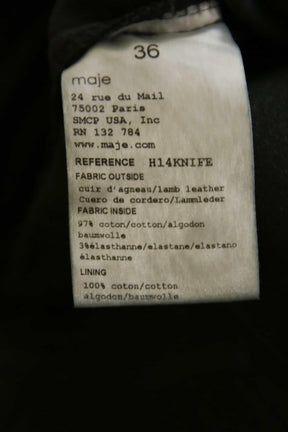 36
maje
24 rue du Mail
75002 Paris
SMCP USA, Inc
RN 132 784
www.maje.com
REFERENCE H14KNIFE
FABRIC OUTSIDE
cuir d'agneau/lamb leather
Cuero de cordero/Lammleder
FABRIC INSIDE
97% coton/cotton/algodon
baumwolle
3%élasthanne/elastane/elastano
élasthanne
LINING
100% coton/cotton
algodon/baumwolle